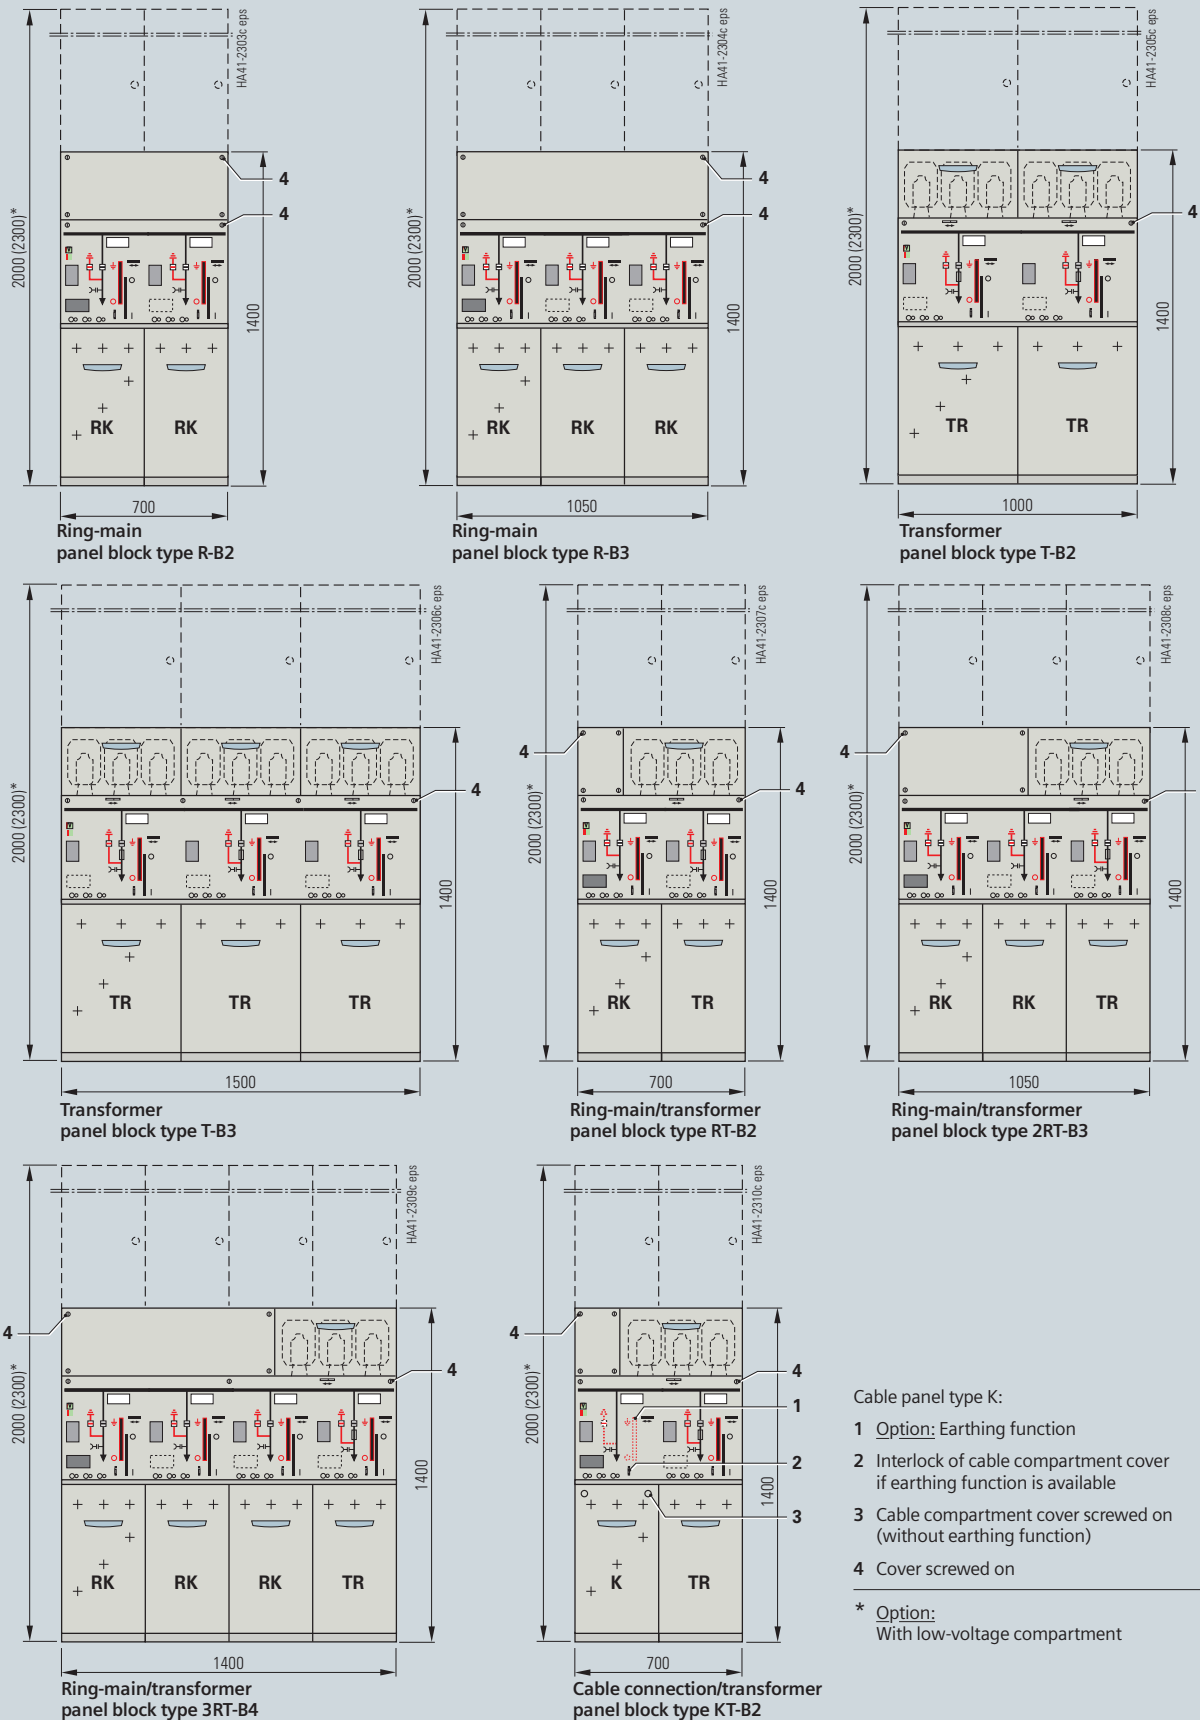 HA41-2303c eps
2000 (2300)*
4
4
1400
RK RK
700
Ring-main
panel block type R-B2
HA41-2304c eps
2000 (2300)*
4
4
1400
RK RK RK
1050
Ring-main
panel block type R-B3
HA41-2305c eps
2000 (2300)*
4
1400
TR TR
1000
Transformer
panel block type T-B2
HA41-2306c eps
2000 (2300)*
4
1400
TR TR TR
1500
Transformer
panel block type T-B3
HA41-2307c eps
2000 (2300)*
4
4
1400
RK TR
700
Ring-main/transformer
panel block type RT-B2
HA41-2308c eps
2000 (2300)*
4
1400
RK RK TR
1050
Ring-main/transformer
panel block type 2RT-B3
HA41-2309c eps
2000 (2300)*
4
4
1400
RK RK RK TR
1400
Ring-main/transformer
panel block type 3RT-B4
HA41-2310c eps
2000 (2300)*
4
4
1
2
3
1400
K TR
700
Cable connection/transformer
panel block type KT-B2
Cable panel type K:
1 Option: Earthing function
2 Interlock of cable compartment cover
if earthing function is available
3 Cable compartment cover screwed on
(without earthing function)
4 Cover screwed on
* Option:
With low-voltage compartment